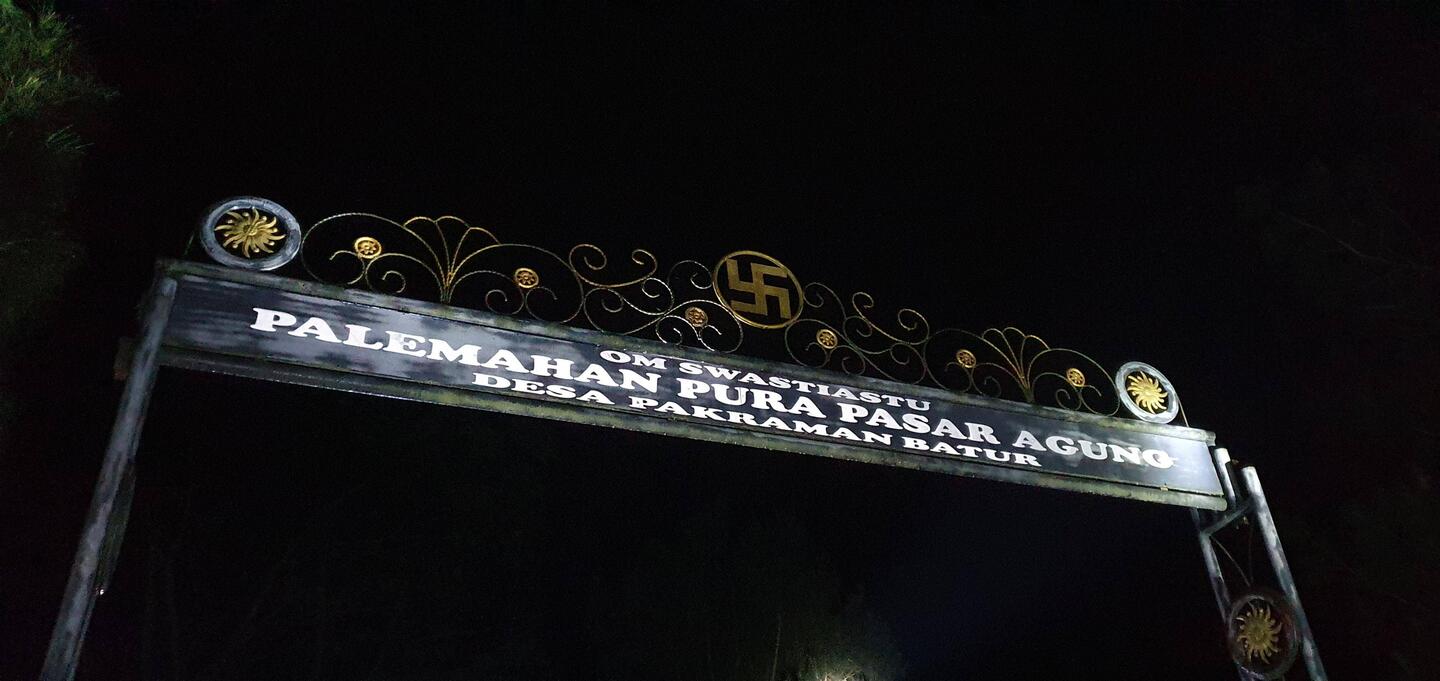 OM SWASTIASTU
PALEMAHAN PURA PASAR AGUNG
DESA PAKRAMAN BATUR